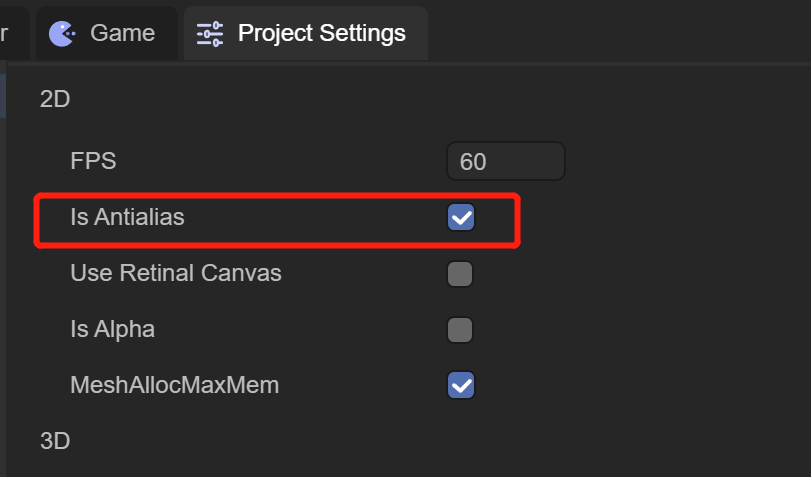 r Game Project Settings
2D
FPS 60
Is Antialias
Use Retinal Canvas
Is Alpha
MeshAllocMaxMem
3D